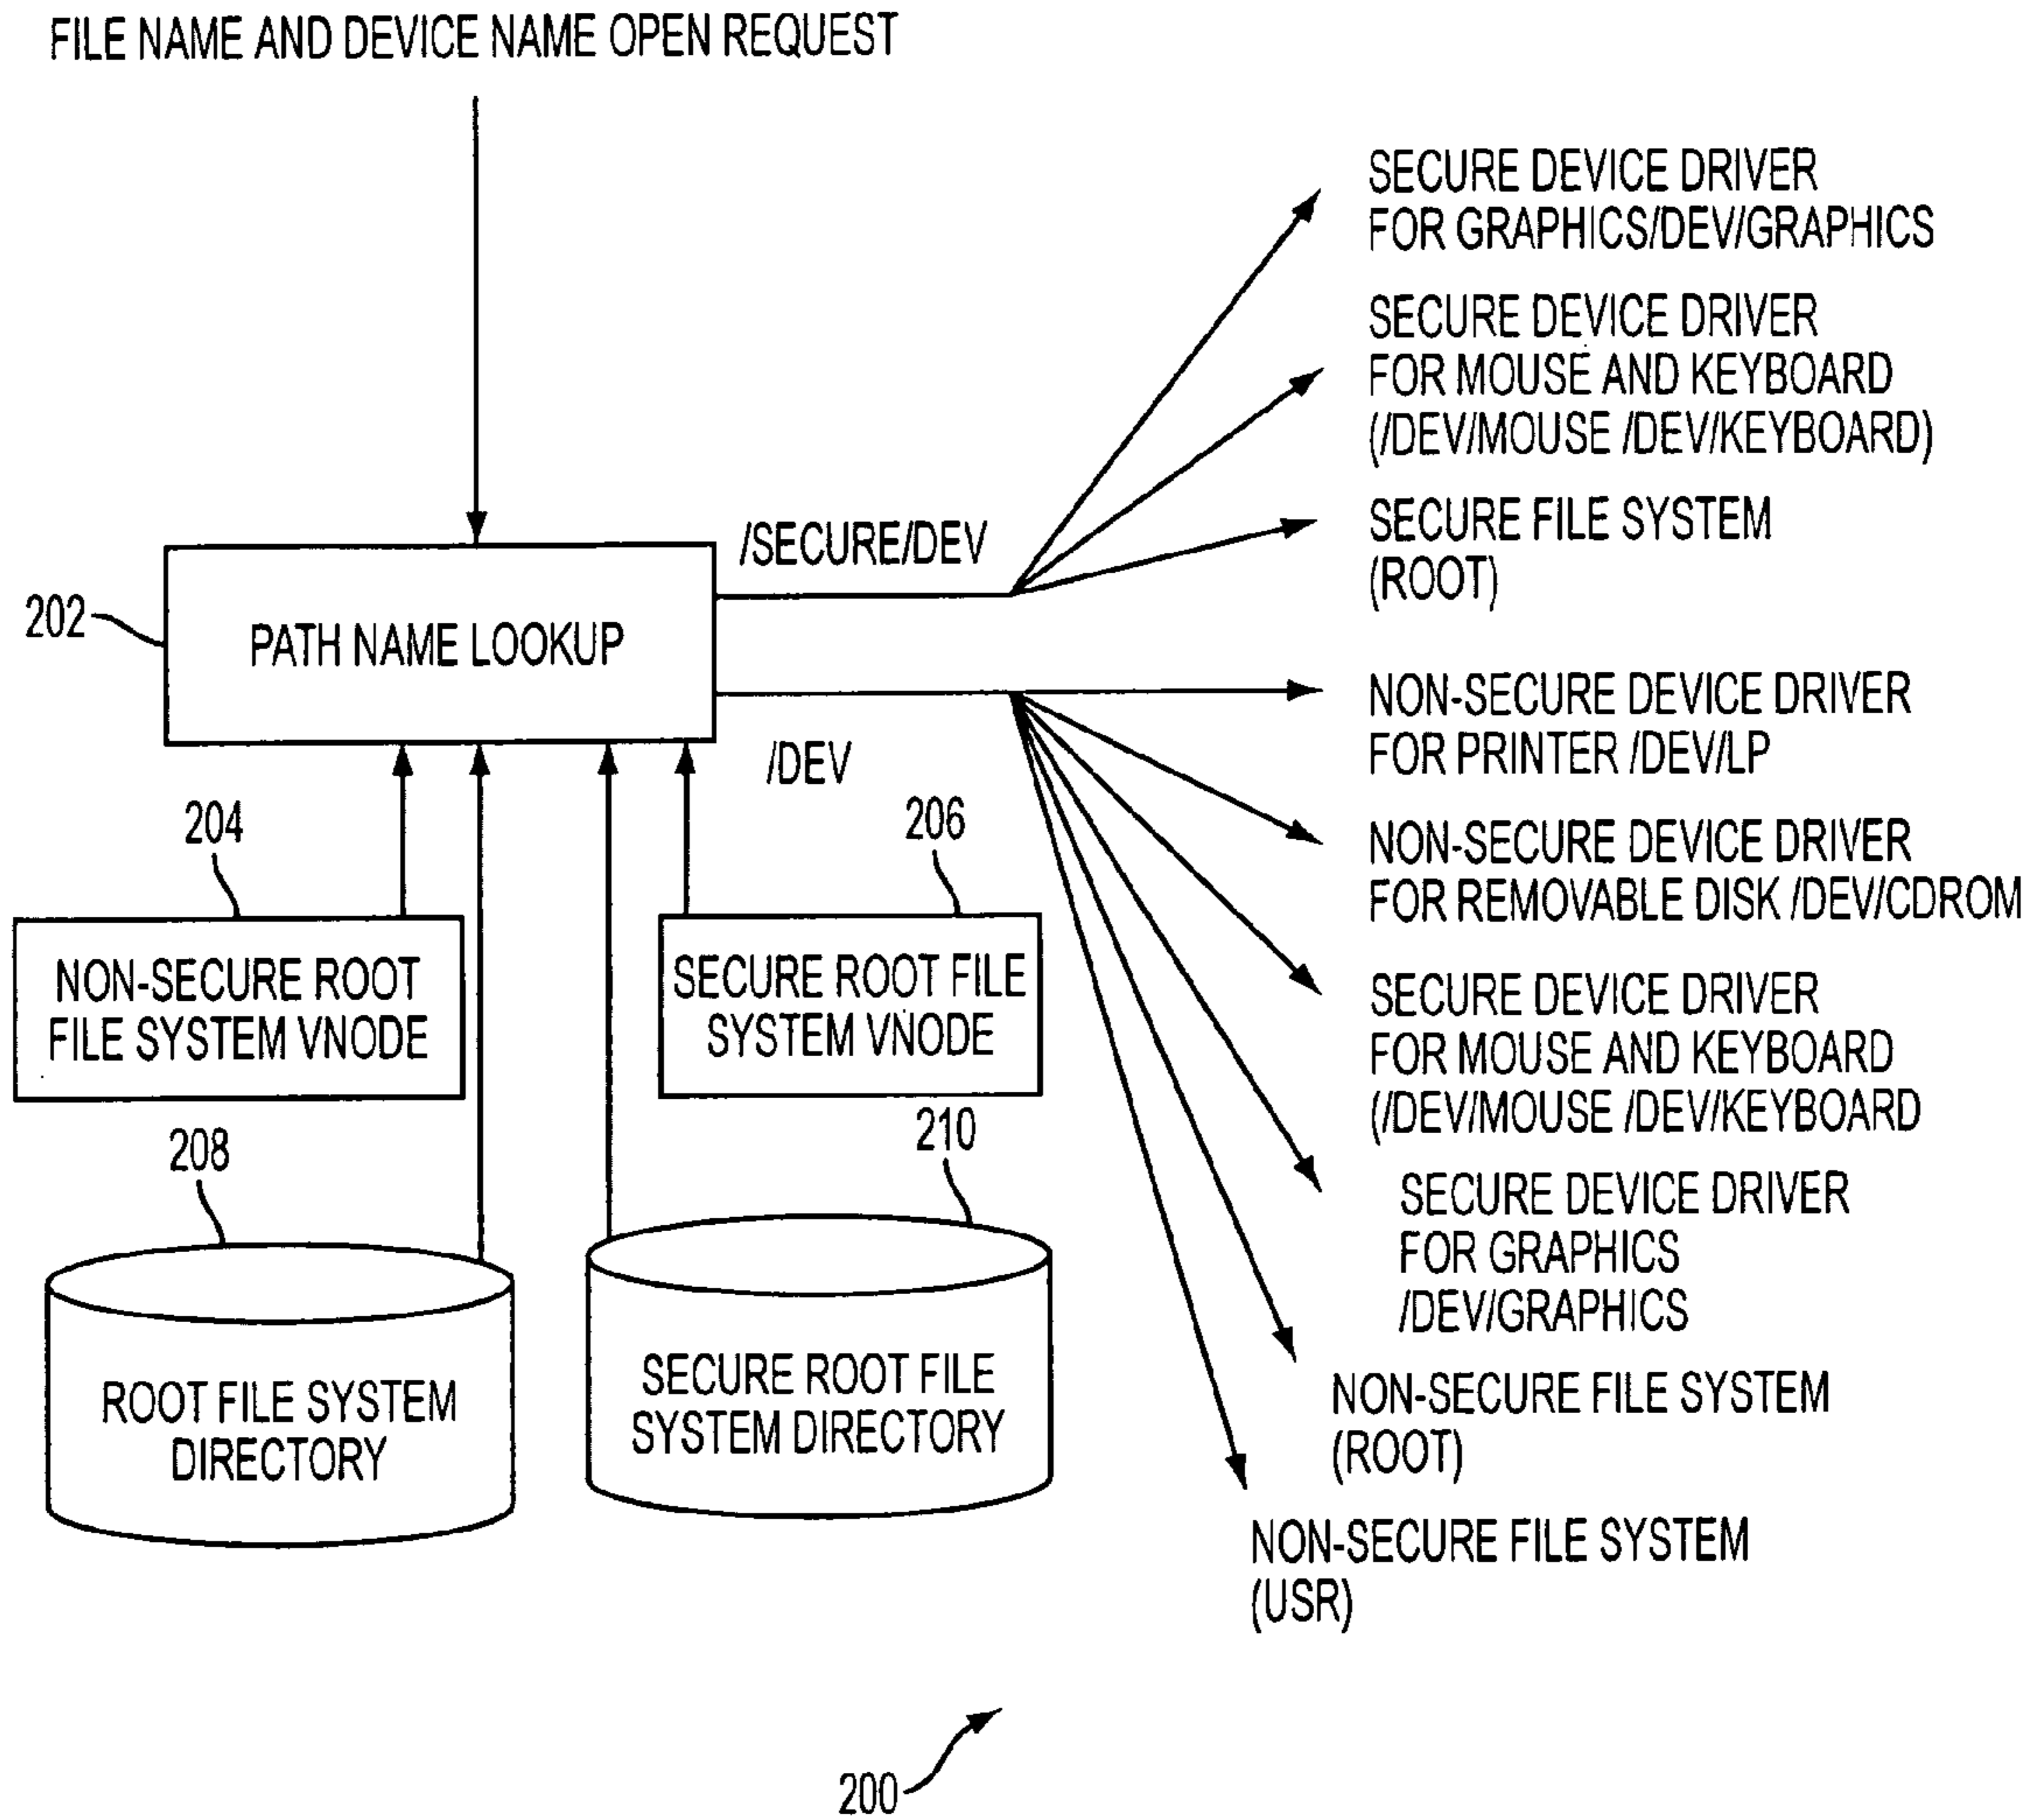 FILE NAME AND DEVICE NAME OPEN REQUEST
SECURE DEVICE DRIVER
FOR GRAPHICS/DEV/GRAPHICS
SECURE DEVICE DRIVER
FOR MOUSE AND KEYBOARD
(/DEV/MOUSE /DEV/KEYBOARD)
SECURE FILE SYSTEM
(ROOT)
/SECURE/DEV
202
PATH NAME LOOKUP
/DEV
NON-SECURE DEVICE DRIVER
FOR PRINTER /DEV/LP
NON-SECURE DEVICE DRIVER
FOR REMOVABLE DISK /DEV/CDROM
SECURE DEVICE DRIVER
FOR MOUSE AND KEYBOARD
(/DEV/MOUSE /DEV/KEYBOARD
SECURE DEVICE DRIVER
FOR GRAPHICS
/DEV/GRAPHICS
NON-SECURE FILE SYSTEM
(ROOT)
NON-SECURE FILE SYSTEM
(USR)
204
NON-SECURE ROOT
FILE SYSTEM VNODE
206
SECURE ROOT FILE
SYSTEM VNODE
208
ROOT FILE SYSTEM
DIRECTORY
210
SECURE ROOT FILE
SYSTEM DIRECTORY
200